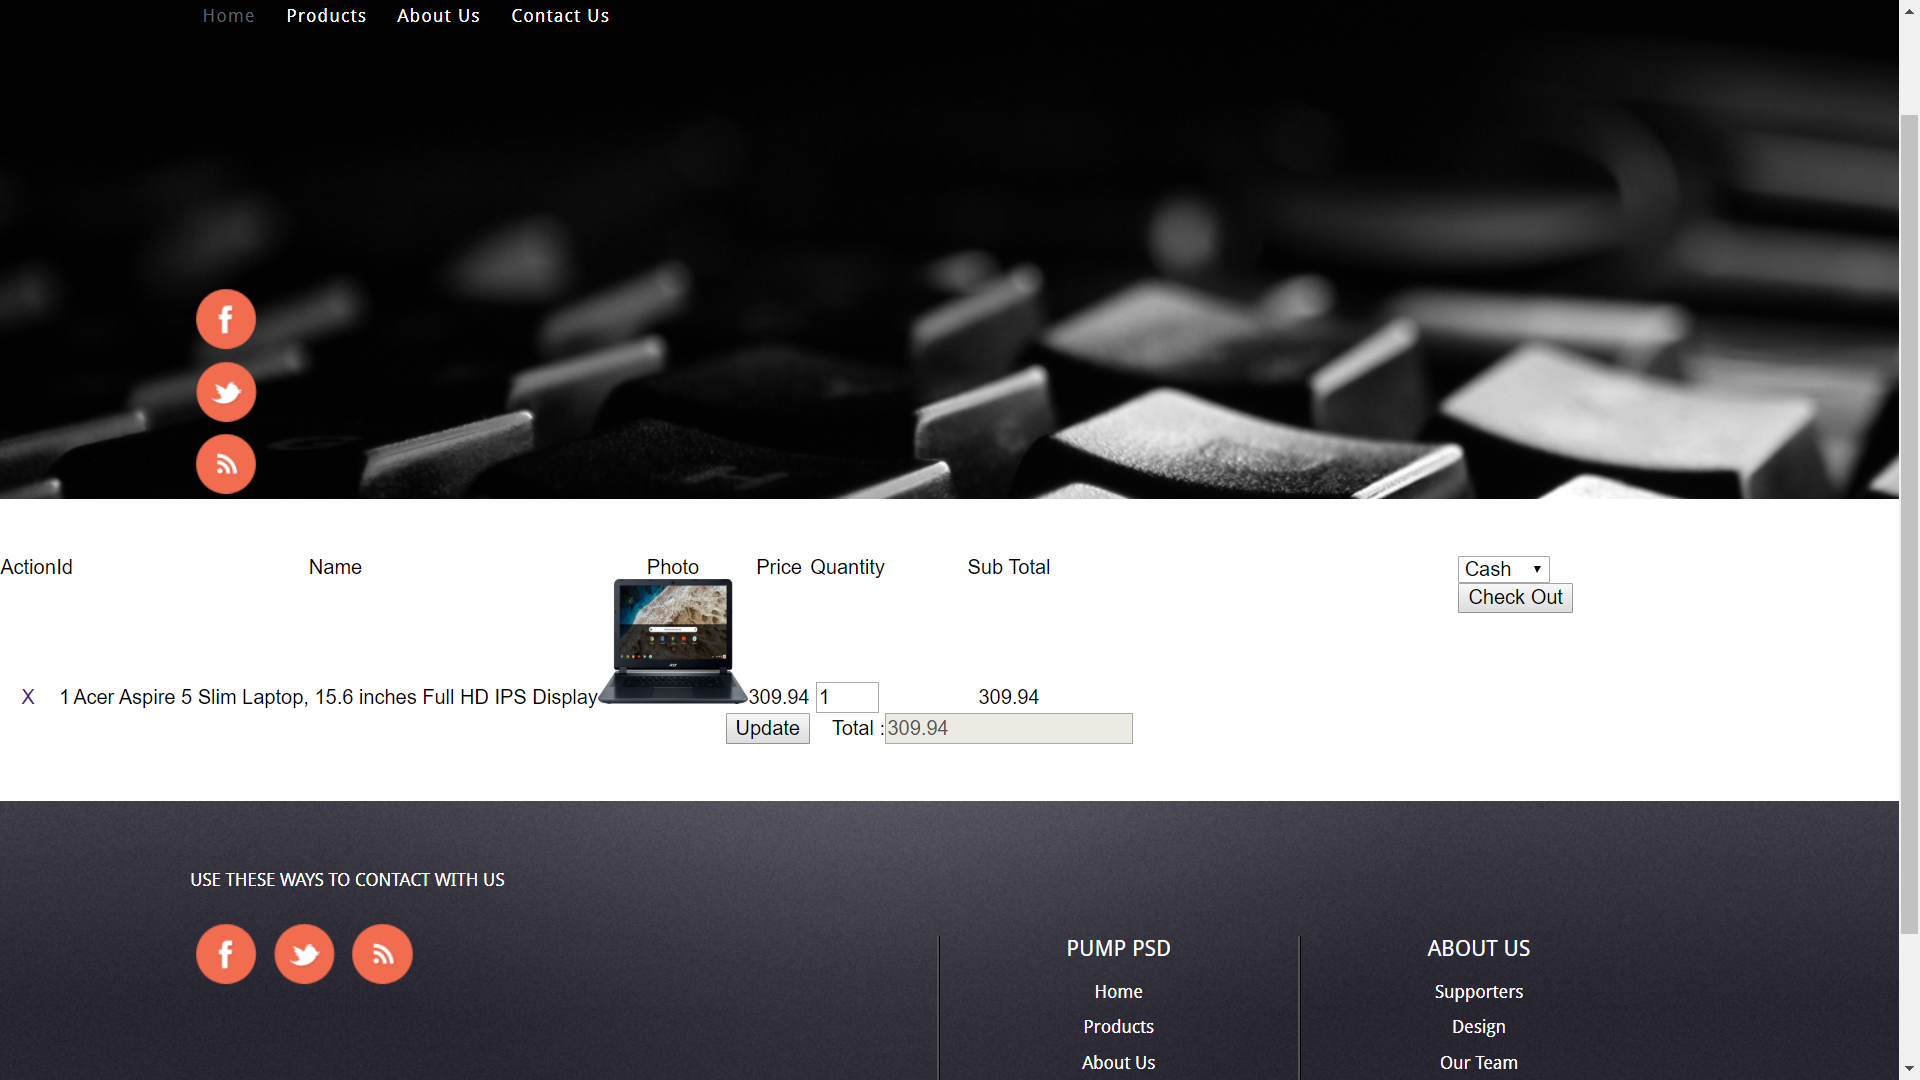 Home Products About Us Contact Us
ActionId Name Photo Price Quantity Sub Total Cash
Check Out
X 1 Acer Aspire 5 Slim Laptop, 15.6 inches Full HD IPS Display 309.94 1 309.94
Update Total : 309.94
USE THESE WAYS TO CONTACT WITH US
PUMP PSD ABOUT US
Home Supporters
Products Design
About Us Our Team